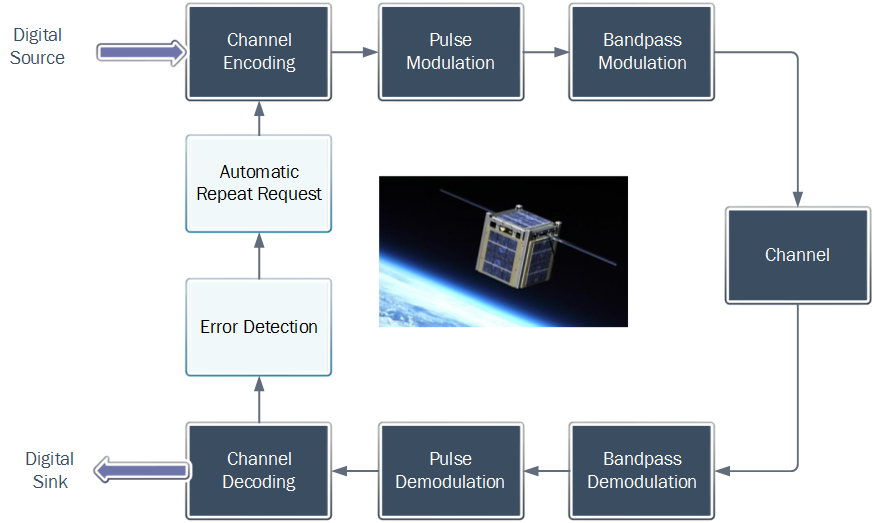 Digital
Source
Channel
Encoding
Pulse
Modulation
Bandpass
Modulation
Automatic
Repeat Request
Channel
Error Detection
Digital
Sink
Channel
Decoding
Pulse
Demodulation
Bandpass
Demodulation